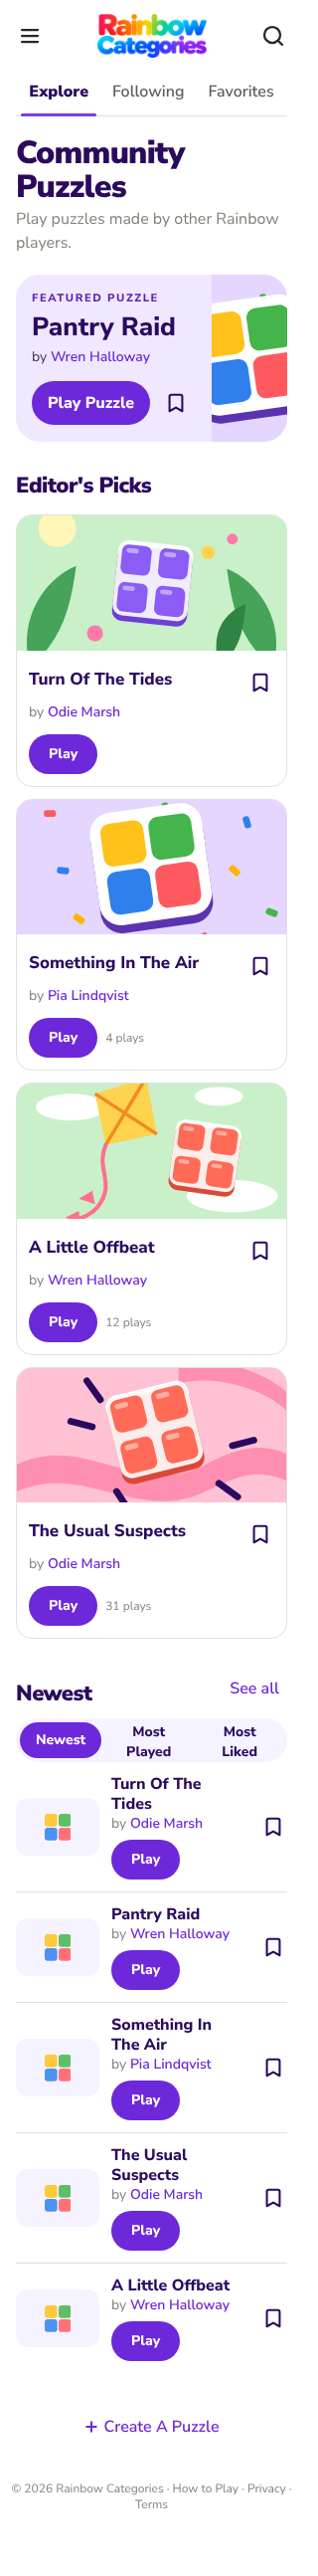 Rainbow
Categories
Explore Following Favorites
Community
Puzzles
Play puzzles made by other Rainbow
players.
FEATURED PUZZLE
Pantry Raid
by Wren Halloway
Play Puzzle
Editor's Picks
Turn Of The Tides
by Odie Marsh
Play
Something In The Air
by Pia Lindqvist
Play 4 plays
A Little Offbeat
by Wren Halloway
Play 12 plays
The Usual Suspects
by Odie Marsh
Play 31 plays
Newest See all
Newest Most Played Most Liked
Turn Of The
Tides
by Odie Marsh
Play
Pantry Raid
by Wren Halloway
Play
Something In
The Air
by Pia Lindqvist
Play
The Usual
Suspects
by Odie Marsh
Play
A Little Offbeat
by Wren Halloway
Play
+ Create A Puzzle
© 2026 Rainbow Categories · How to Play · Privacy ·
Terms